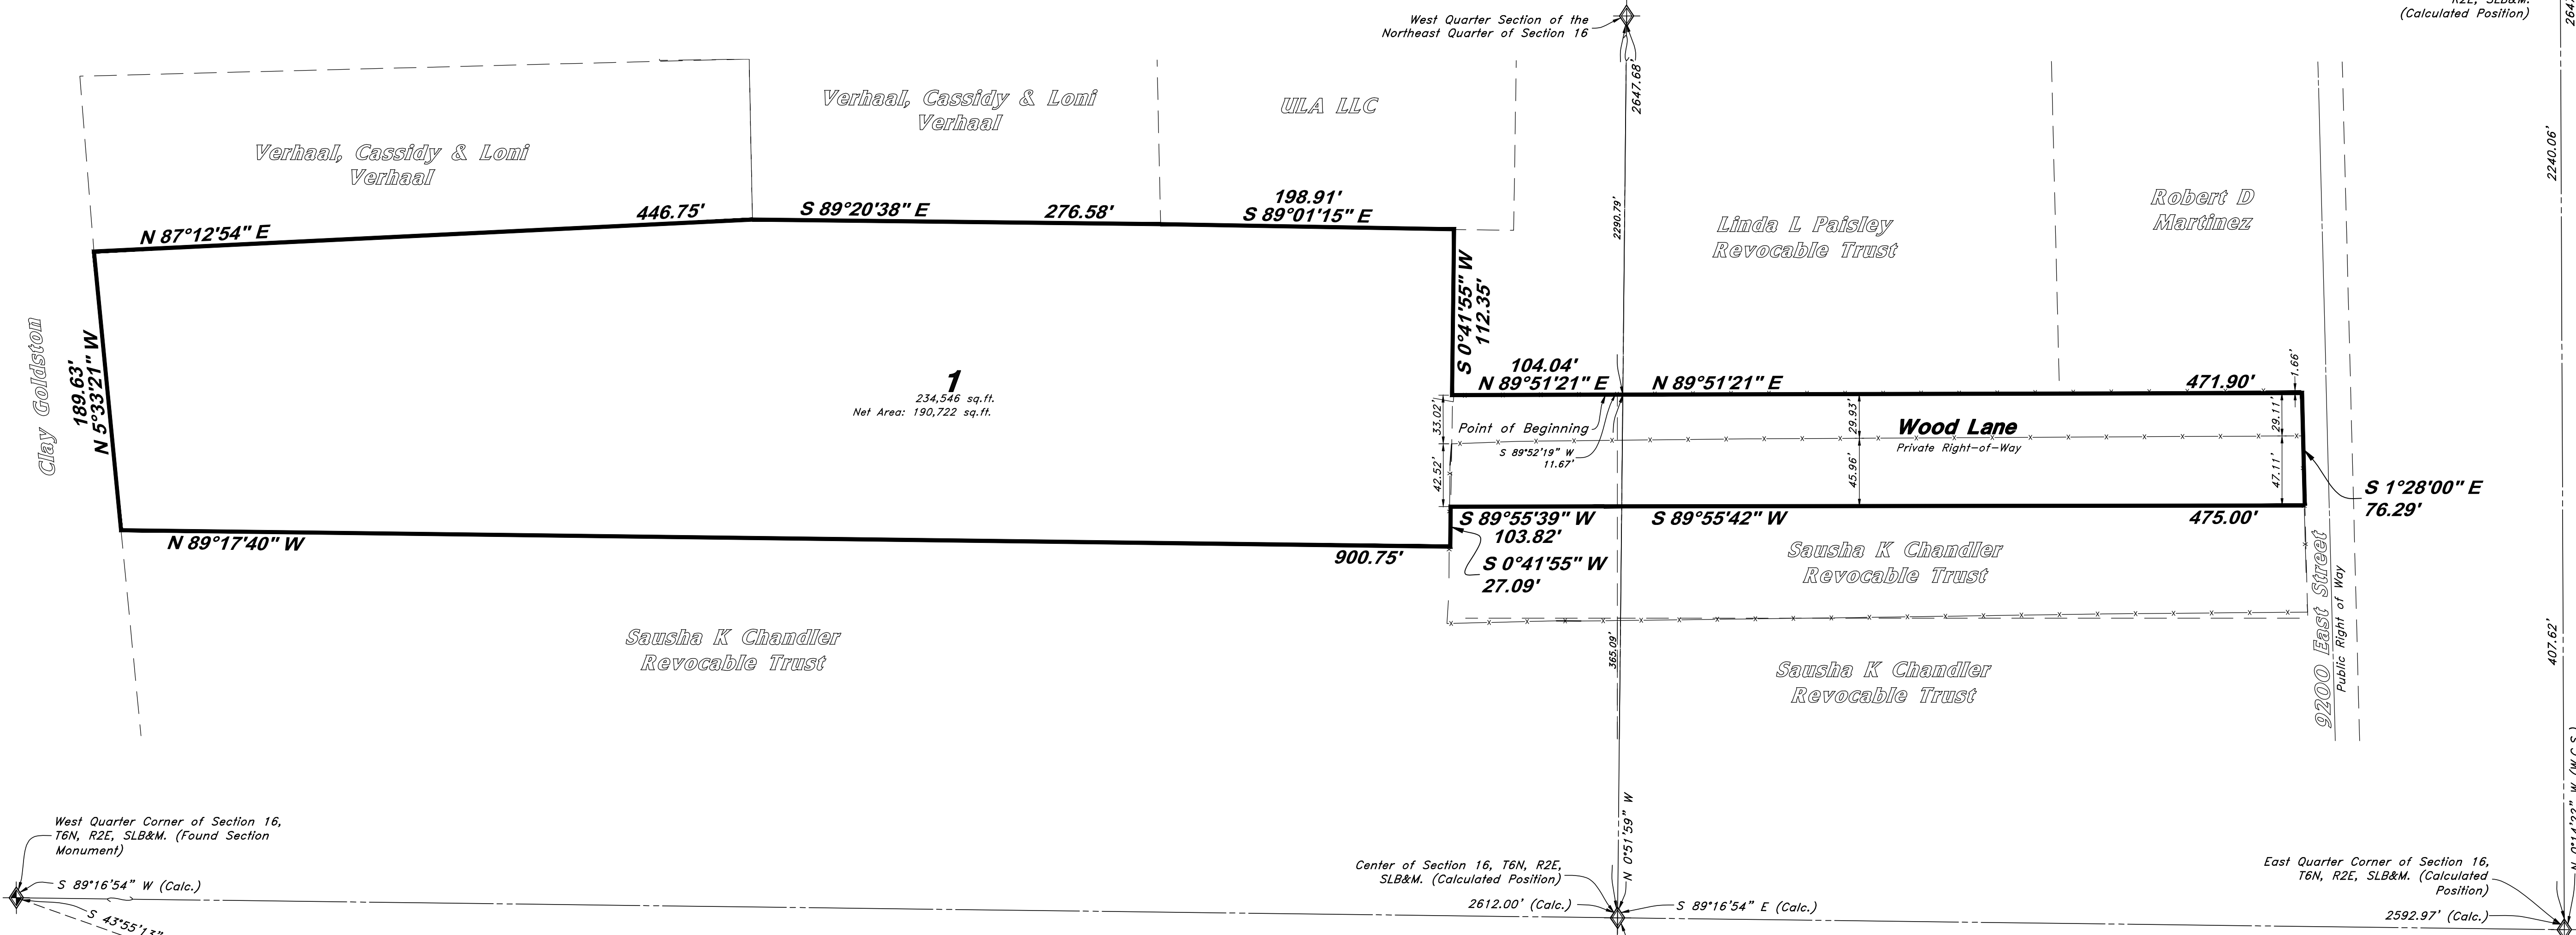 West Quarter Section of the
Northeast Quarter of Section 16
R2E, SLB&M.
(Calculated Position)
2647.68'
2240.06'
Verhaal, Cassidy & Loni
Verhaal
Verhaal, Cassidy & Loni
Verhaal
ULA LLC
2290.79'
Linda L Paisley
Revocable Trust
Robert D
Martinez
N 87°12'54" E
446.75'
S 89°20'38" E
276.58'
198.91'
S 89°01'15" E
S 0°41'55" W
112.35'
Clay Goldston
189.63'
N 5°33'21" W
1
234,546 sq.ft.
Net Area: 190,722 sq.ft.
104.04'
N 89°51'21" E
N 89°51'21" E
471.90'
1.66'
33.02'
42.52'
Point of Beginning
S 89°52'19" W
11.67'
29.93'
45.96'
Wood Lane
Private Right-of-Way
29.11'
47.11'
S 1°28'00" E
76.29'
S 89°55'39" W
103.82'
S 89°55'42" W
475.00'
S 0°41'55" W
27.09'
N 89°17'40" W
900.75'
Sausha K Chandler
Revocable Trust
9200 East Street
Public Right of Way
Sausha K Chandler
Revocable Trust
Sausha K Chandler
Revocable Trust
365.09'
407.62'
West Quarter Corner of Section 16,
T6N, R2E, SLB&M. (Found Section
Monument)
S 89°16'54" W (Calc.)
S 43°55'13"
Center of Section 16, T6N, R2E,
SLB&M. (Calculated Position)
2612.00' (Calc.)
N 0°51'59" W
S 89°16'54" E (Calc.)
East Quarter Corner of Section 16,
T6N, R2E, SLB&M. (Calculated
Position)
2592.97' (Calc.)